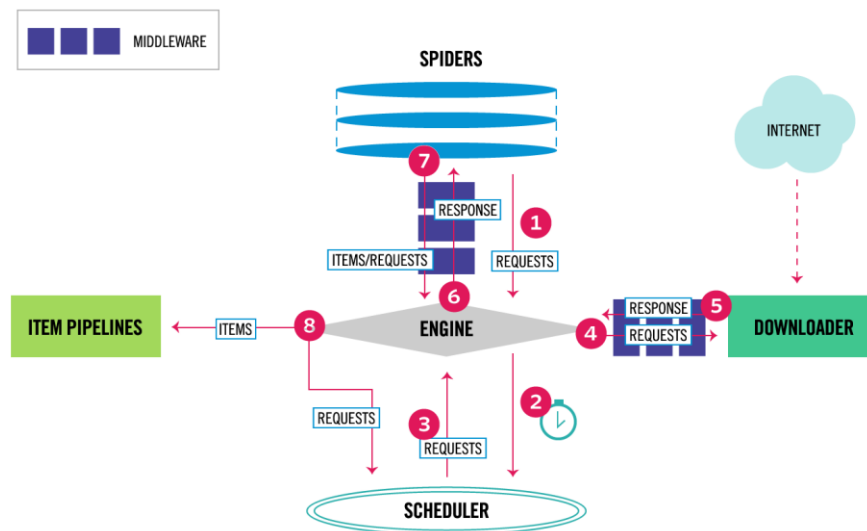 MIDDLEWARE
SPIDERS
INTERNET
7
RESPONSE
1
ITEMS/REQUESTS
REQUESTS
6
5
RESPONSE
ITEM PIPELINES
ITEMS
8
ENGINE
4
REQUESTS
DOWNLOADER
2
REQUESTS
3
REQUESTS
SCHEDULER